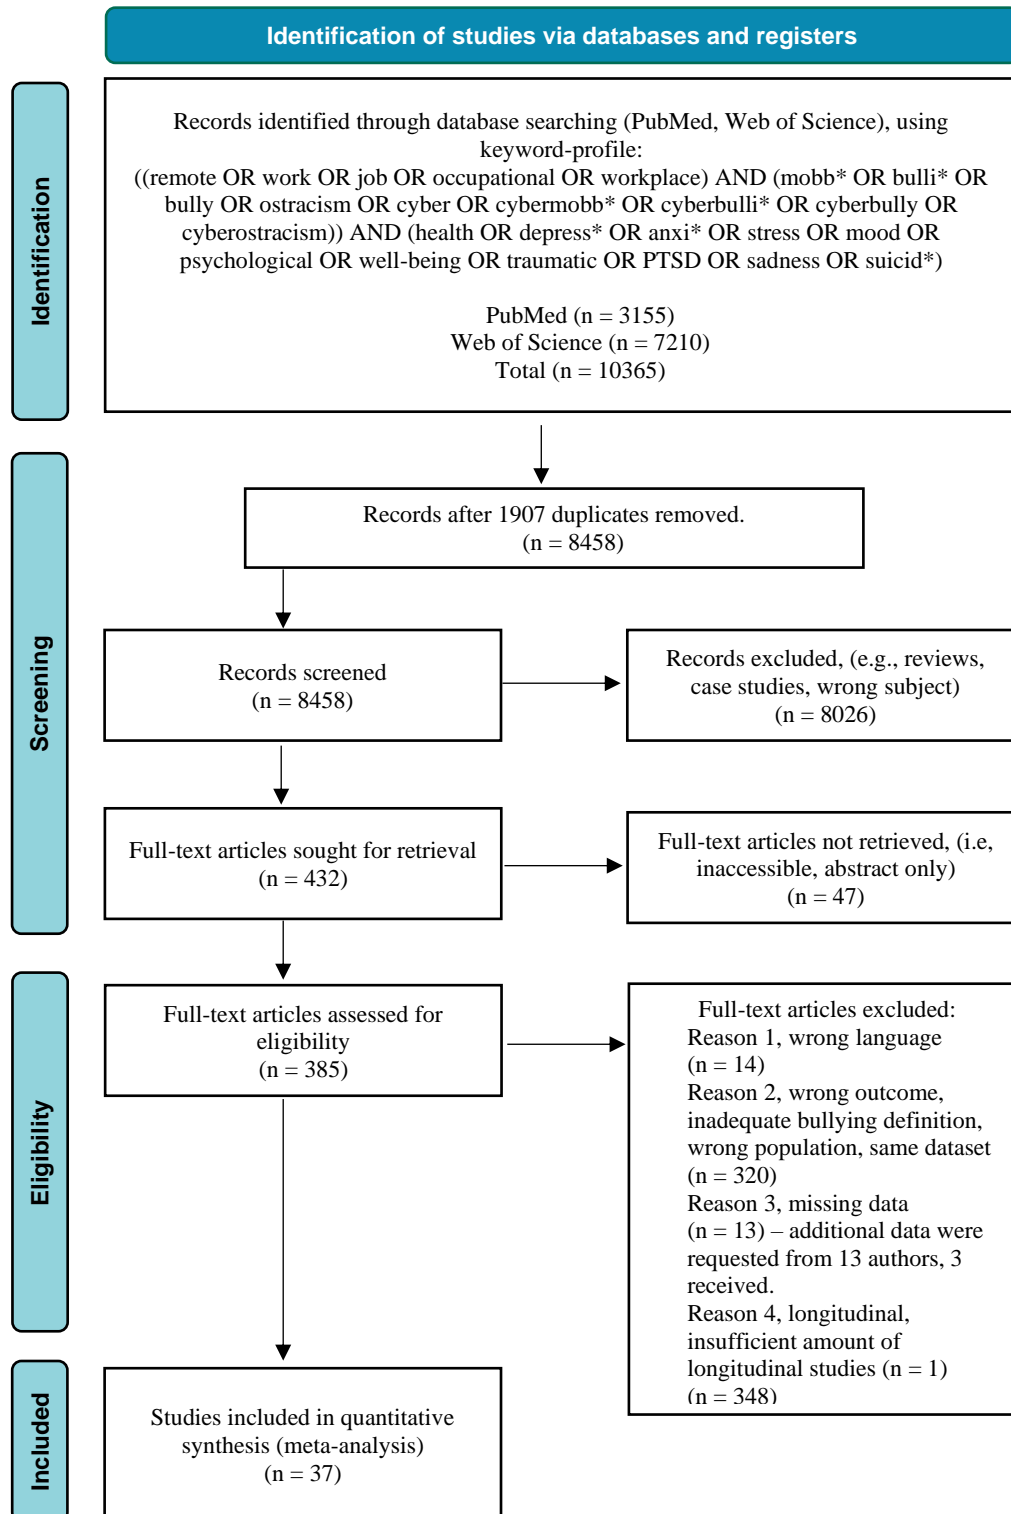 Identification of studies via databases and registers
Identification
Records identified through database searching (PubMed, Web of Science), using
keyword-profile:
((remote OR work OR job OR occupational OR workplace) AND (mobb* OR bulli* OR
bully OR ostracism OR cyber OR cybermobb* OR cyberbulli* OR cyberbully OR
cyberostracism)) AND (health OR depress* OR anxi* OR stress OR mood OR
psychological OR well-being OR traumatic OR PTSD OR sadness OR suicid*)
PubMed (n = 3155)
Web of Science (n = 7210)
Total (n = 10365)
Screening
Records after 1907 duplicates removed.
(n = 8458)
Records screened
(n = 8458)
Records excluded, (e.g., reviews,
case studies, wrong subject)
(n = 8026)
Full-text articles sought for retrieval
(n = 432)
Full-text articles not retrieved, (i.e,
inaccessible, abstract only)
(n = 47)
Eligibility
Full-text articles assessed for
eligibility
(n = 385)
Full-text articles excluded:
Reason 1, wrong language
(n = 14)
Reason 2, wrong outcome,
inadequate bullying definition,
wrong population, same dataset
(n = 320)
Reason 3, missing data
(n = 13) – additional data were
requested from 13 authors, 3
received.
Reason 4, longitudinal,
insufficient amount of
longitudinal studies (n = 1)
(n = 348)
Included
Studies included in quantitative
synthesis (meta-analysis)
(n = 37)